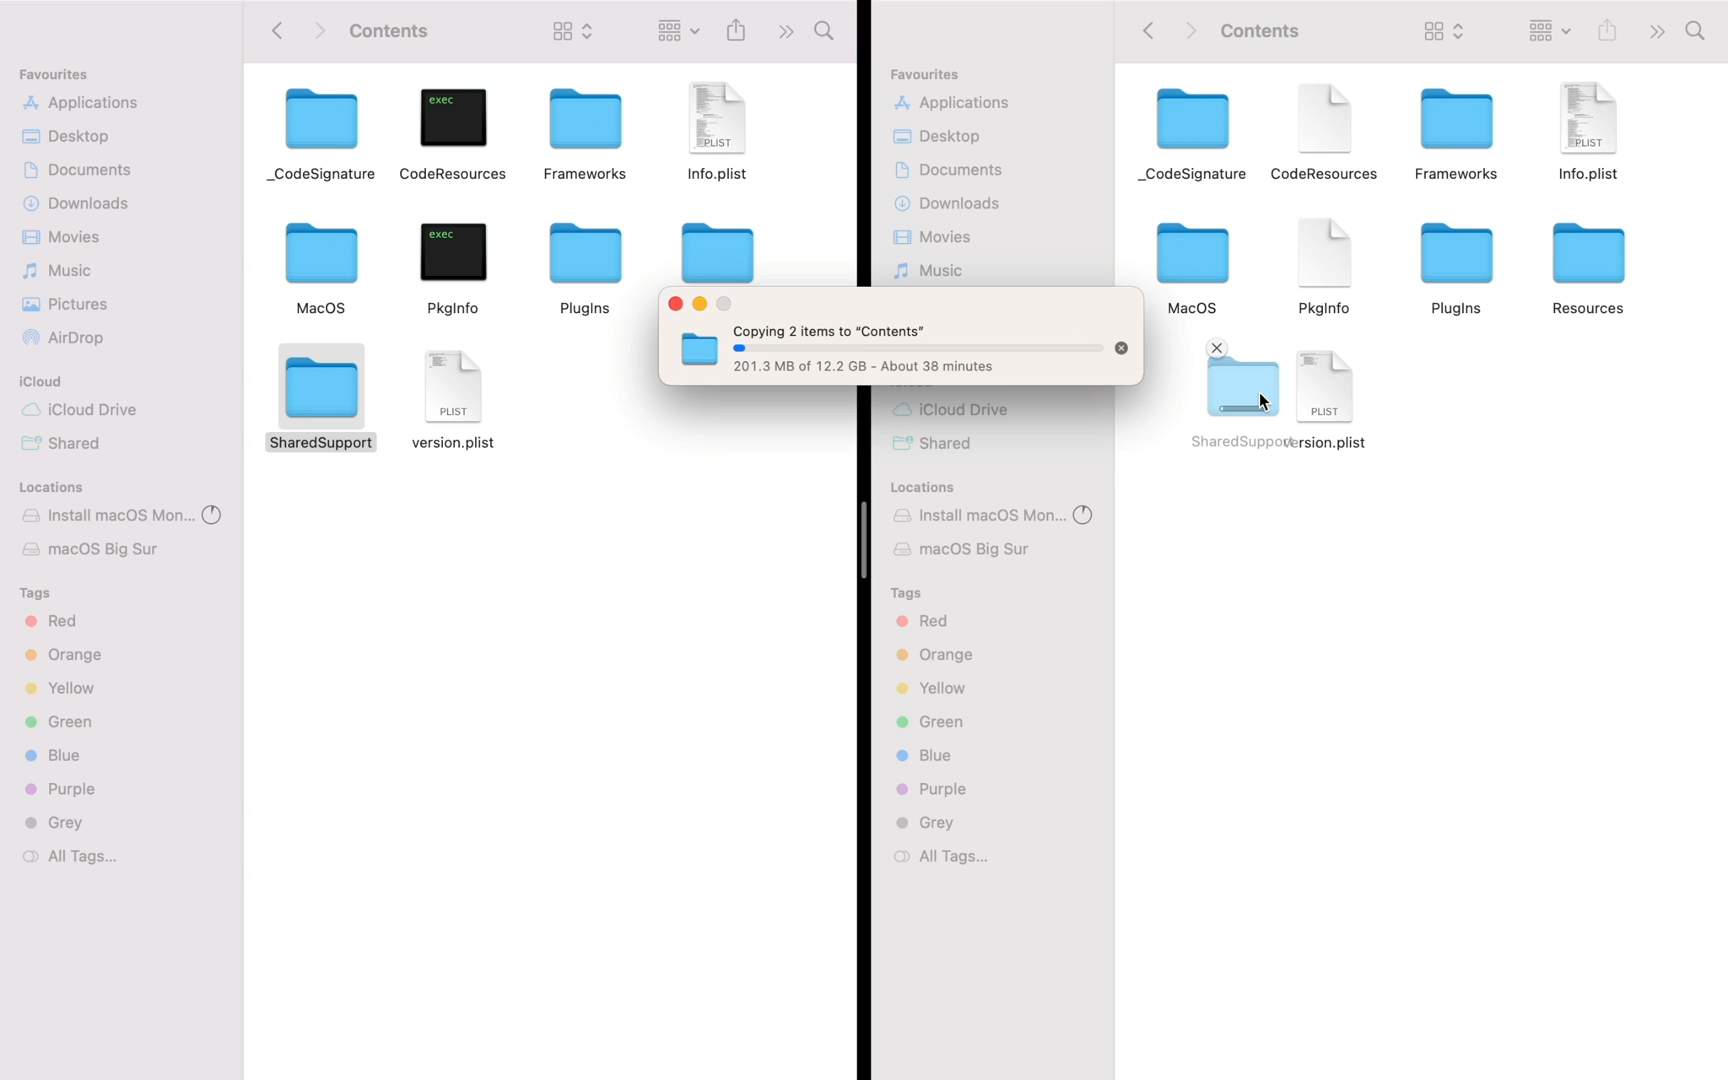 Contents
Favourites
Applications
Desktop
Documents
Downloads
Movies
Music
Pictures
AirDrop
iCloud
iCloud Drive
Shared
Locations
Install macOS Mon...
macOS Big Sur
Tags
Red
Orange
Yellow
Green
Blue
Purple
Grey
All Tags...
exec
PLIST
_CodeSignature CodeResources Frameworks Info.plist
exec
MacOS PkgInfo PlugIns
PLIST
SharedSupport version.plist
Copying 2 items to “Contents”
201.3 MB of 12.2 GB - About 38 minutes
Contents
Favourites
Applications
Desktop
Documents
Downloads
Movies
Music
iCloud Drive
Shared
Locations
Install macOS Mon...
macOS Big Sur
Tags
Red
Orange
Yellow
Green
Blue
Purple
Grey
All Tags...
PLIST
_CodeSignature CodeResources Frameworks Info.plist
MacOS PkgInfo PlugIns Resources
PLIST
SharedSupport version.plist